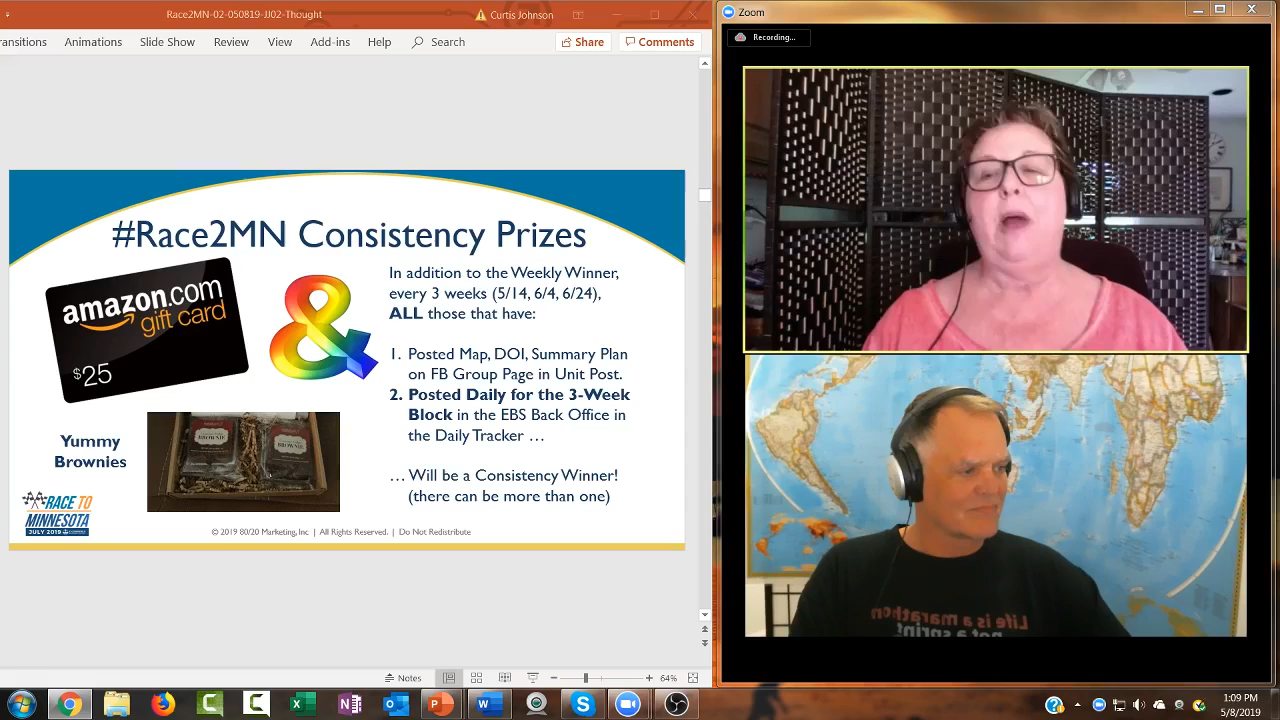 Race2MN-02-050819-JJ02-Thought
Curtis Johnson
ransitions Animations Slide Show Review View Add-ins Help Search Share Comments
#Race2MN Consistency Prizes
amazon.com
gift card
$25
&
In addition to the Weekly Winner,
every 3 weeks (5/14, 6/4, 6/24),
ALL those that have:
1. Posted Map, DOI, Summary Plan
on FB Group Page in Unit Post.
2. Posted Daily for the 3-Week
Block in the EBS Back Office in
the Daily Tracker …
… Will be a Consistency Winner!
(there can be more than one)
Yummy
Brownies
BROWNIE
BROWNIE
RACE TO
MINNESOTA
JULY 2019
© 2019 80/20 Marketing, Inc | All Rights Reserved. | Do Not Redistribute
Notes
64%
Zoom
Recording...
Life is a marathon
not a sprint
1:09 PM
5/8/2019